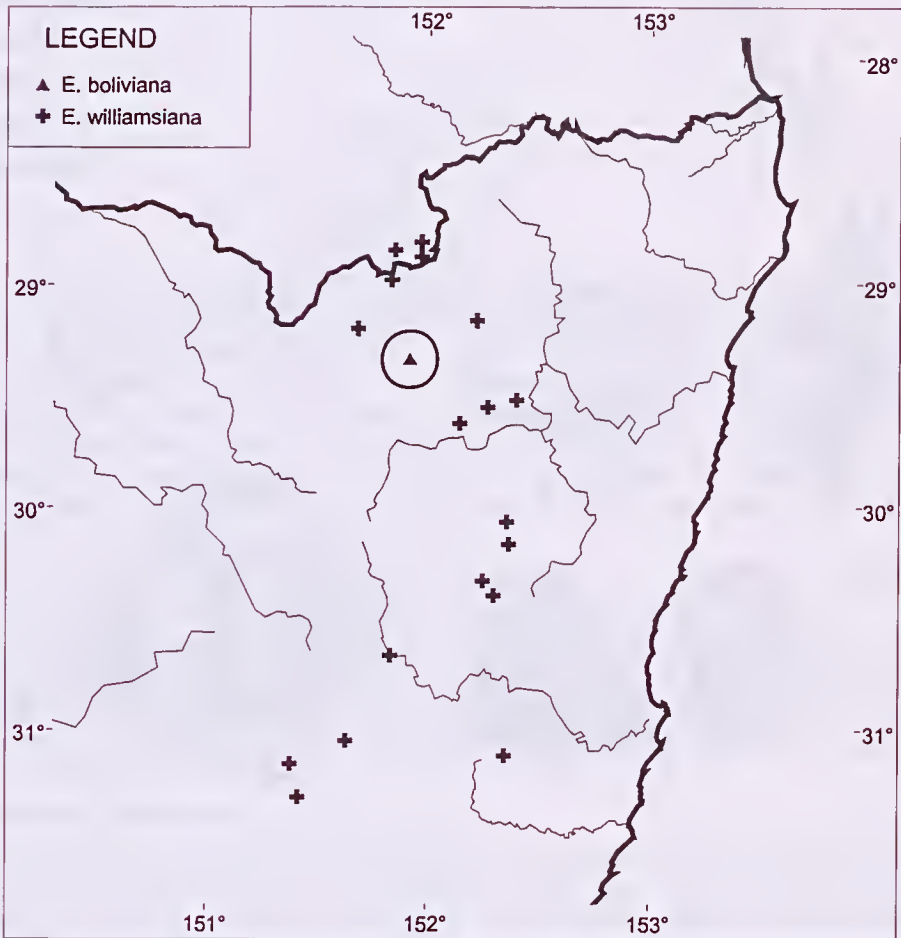 152° 153°
LEGEND
▲ E. boliviana
✚ E. williamsiana
28°
29° 29°
30° 30°
31° 31°
151° 152° 153°